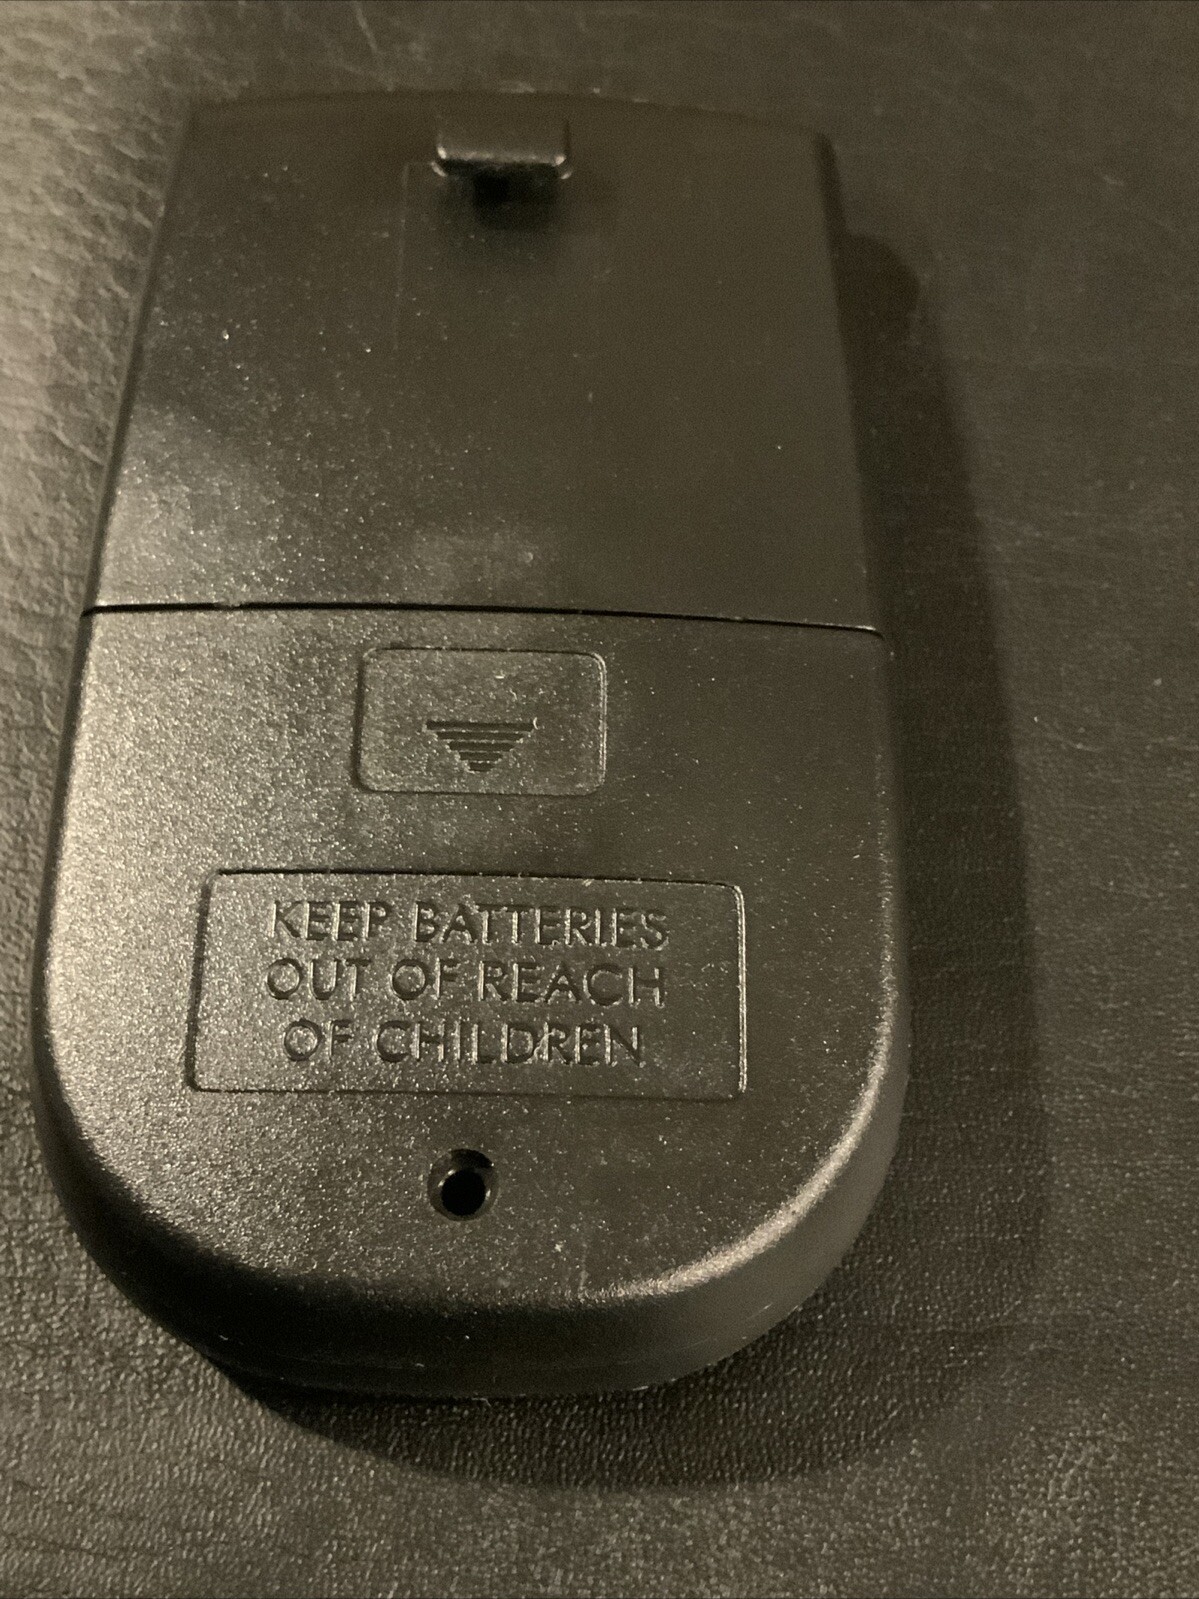 KEEP BATTERIES
OUT OF REACH
OF CHILDREN